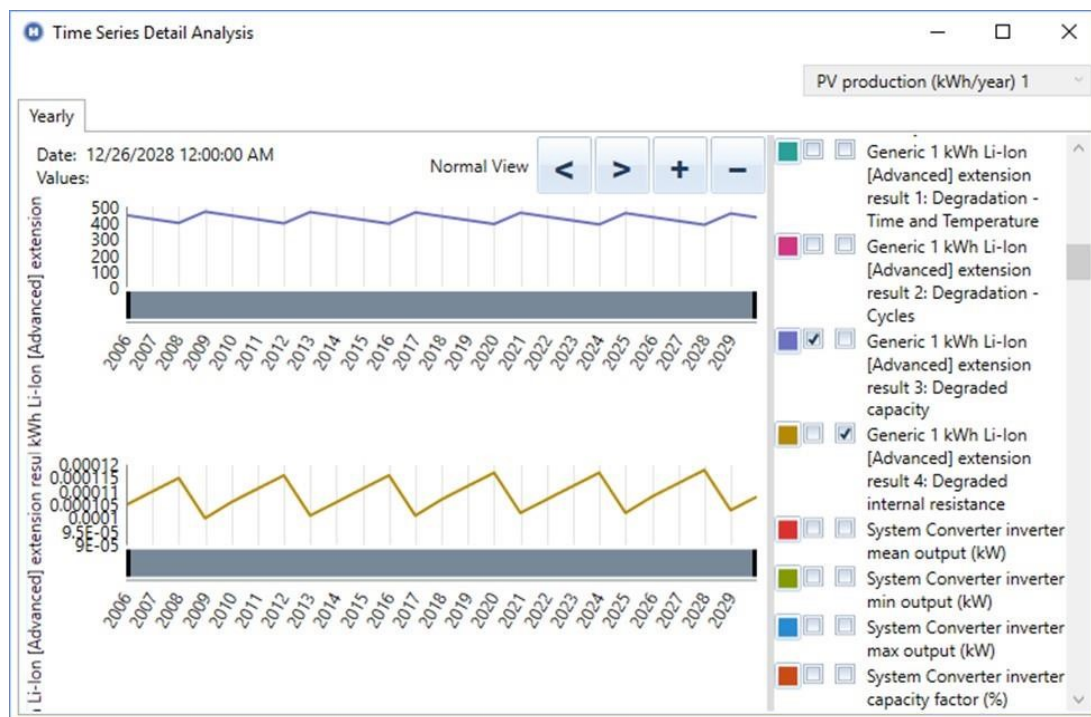 Time Series Detail Analysis
PV production (kWh/year) 1
Yearly
Date: 12/26/2028 12:00:00 AM
Values:
Normal View
<
>
+
−
kWh Li-Ion [Advanced] extension
500
400
300
200
100
0
2006
2007
2008
2009
2010
2011
2012
2013
2014
2015
2016
2017
2018
2019
2020
2021
2022
2023
2024
2025
2026
2027
2028
2029
Li-Ion [Advanced] extension resul
0.00012
0.000115
0.00011
0.000105
0.0001
9.5E-05
9E-05
2006
2007
2008
2009
2010
2011
2012
2013
2014
2015
2016
2017
2018
2019
2020
2021
2022
2023
2024
2025
2026
2027
2028
2029
Generic 1 kWh Li-Ion
[Advanced] extension
result 1: Degradation -
Time and Temperature
Generic 1 kWh Li-Ion
[Advanced] extension
result 2: Degradation -
Cycles
Generic 1 kWh Li-Ion
[Advanced] extension
result 3: Degraded
capacity
Generic 1 kWh Li-Ion
[Advanced] extension
result 4: Degraded
internal resistance
System Converter inverter
mean output (kW)
System Converter inverter
min output (kW)
System Converter inverter
max output (kW)
System Converter inverter
capacity factor (%)